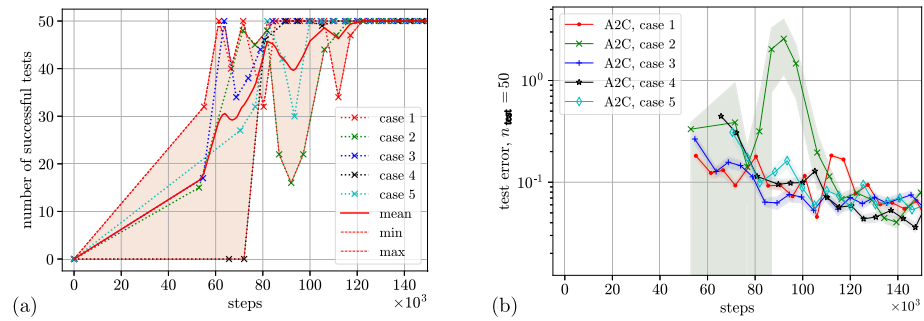 number of successful tests
50
40
30
20
10
0
case 1
case 2
case 3
case 4
case 5
mean
min
max
0 20 40 60 80 100 120 140
steps
×10³
(a)
test error, n_test = 50
10⁰
10⁻¹
A2C, case 1
A2C, case 2
A2C, case 3
A2C, case 4
A2C, case 5
0 20 40 60 80 100 120 140
steps
×10³
(b)